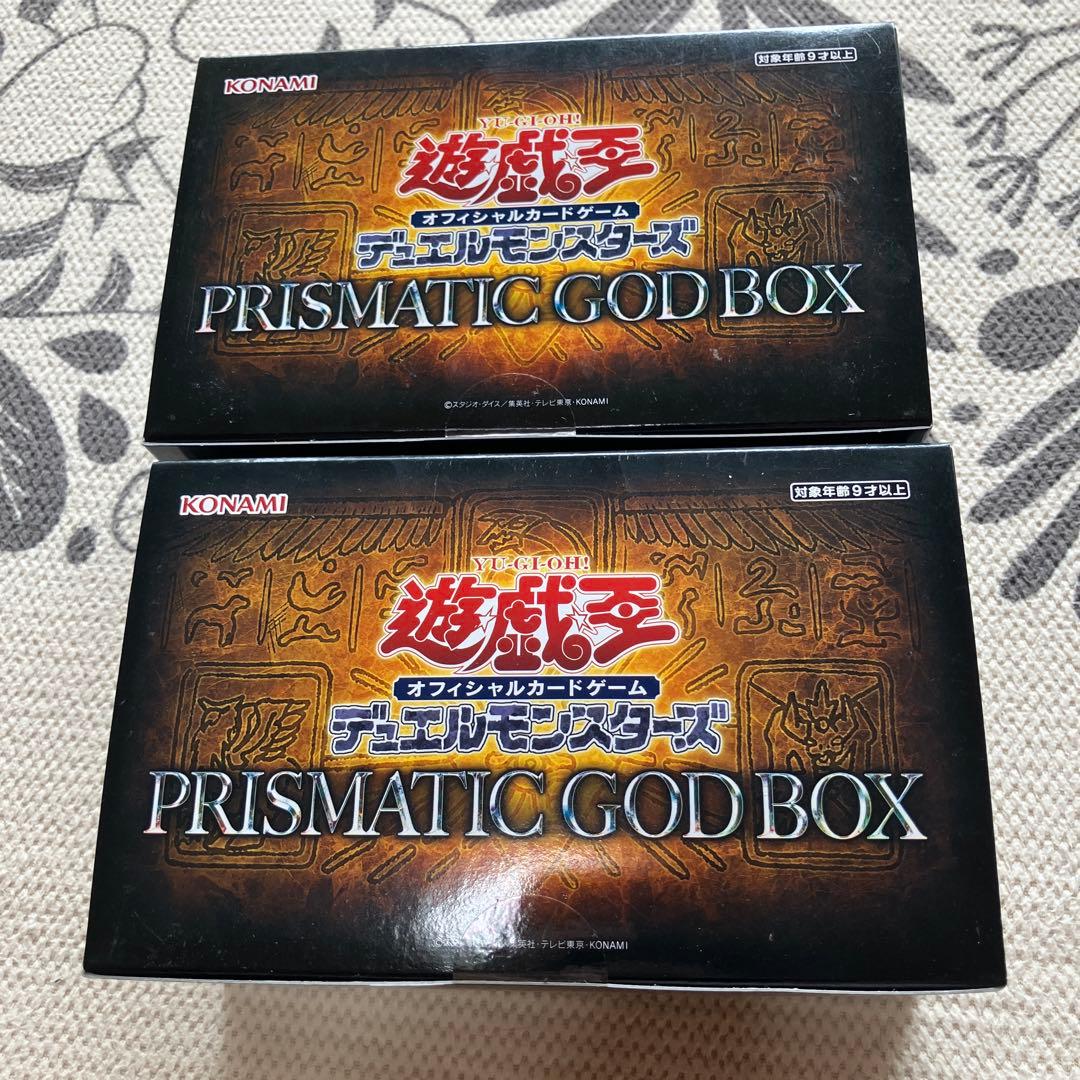 KONAMI
対象年齢9才以上
YU-GI-OH!
遊戯王
オフィシャルカードゲーム
デュエルモンスターズ
PRISMATIC GOD BOX
©スタジオ・ダイス/集英社・テレビ東京・KONAMI
KONAMI
対象年齢9才以上
YU-GI-OH!
遊戯王
オフィシャルカードゲーム
デュエルモンスターズ
PRISMATIC GOD BOX
集英社・テレビ東京・KONAMI